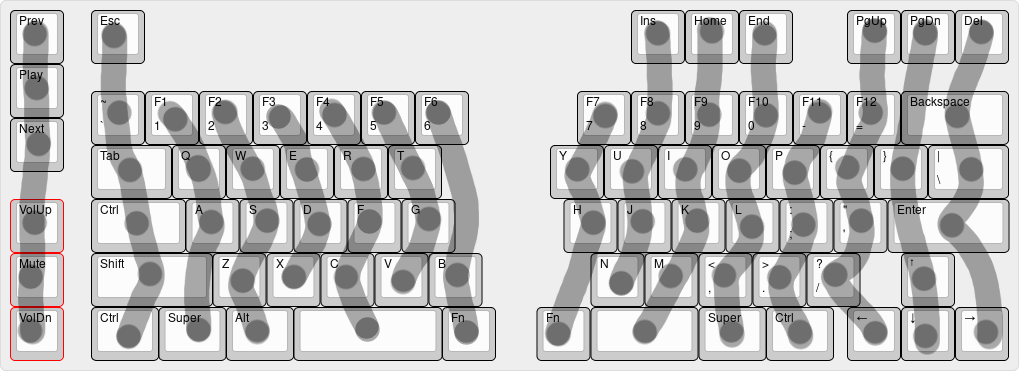 Prev Esc Ins Home End PgUp PgDn Del
Play
~ F1 F2 F3 F4 F5 F6 F7 F8 F9 F10 F11 F12 Backspace
` 1 2 3 4 5 6 7 8 9 0 - =
Next
Tab Q W E R T Y U I O P { } |
\
VolUp Ctrl A S D F G H J K L : " Enter
; '
Mute Shift Z X C V B N M < > ? ↑
, . /
VolDn Ctrl Super Alt Fn Fn Super Ctrl ← ↓ →